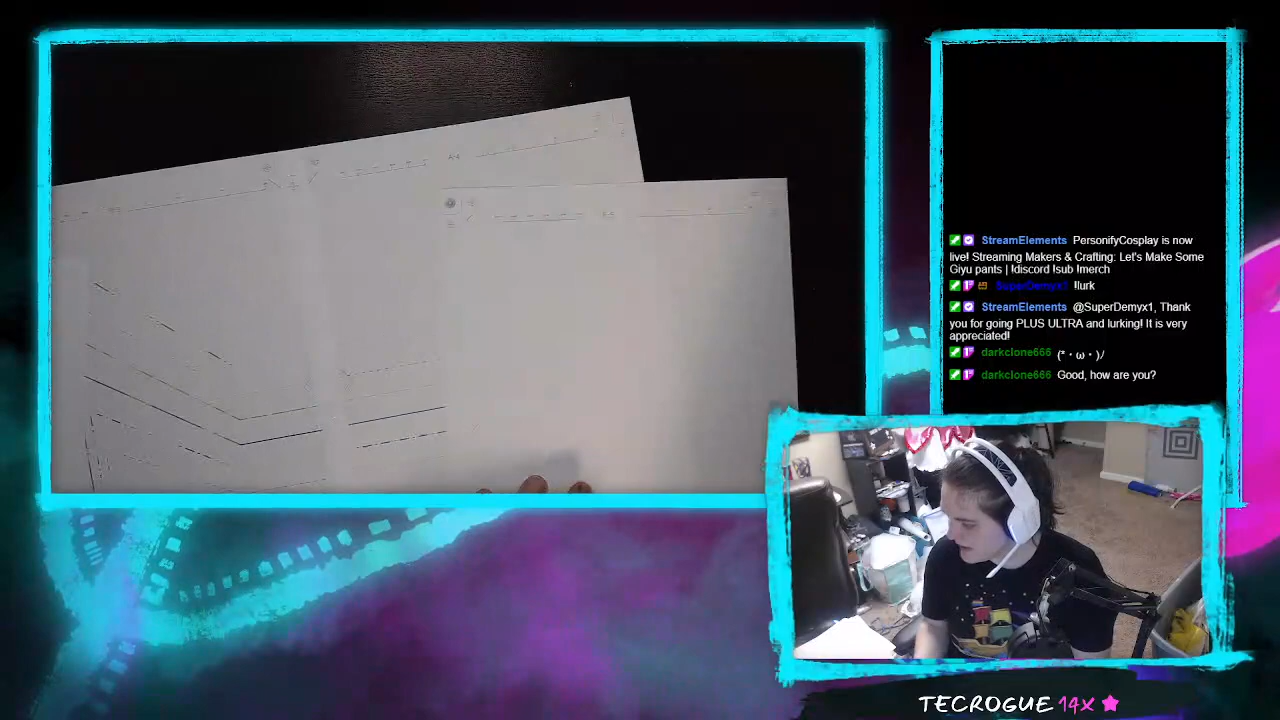 StreamElements PersonifyCosplay is now
live! Streaming Makers & Crafting: Let's Make Some
Giyu pants | !discord !sub !merch
SuperDemyx1 !lurk
StreamElements @SuperDemyx1, Thank
you for going PLUS ULTRA and lurking! It is very
appreciated!
darkclone666 (*・ω・)ﾉ
darkclone666 Good, how are you?
TECROGUE 14X